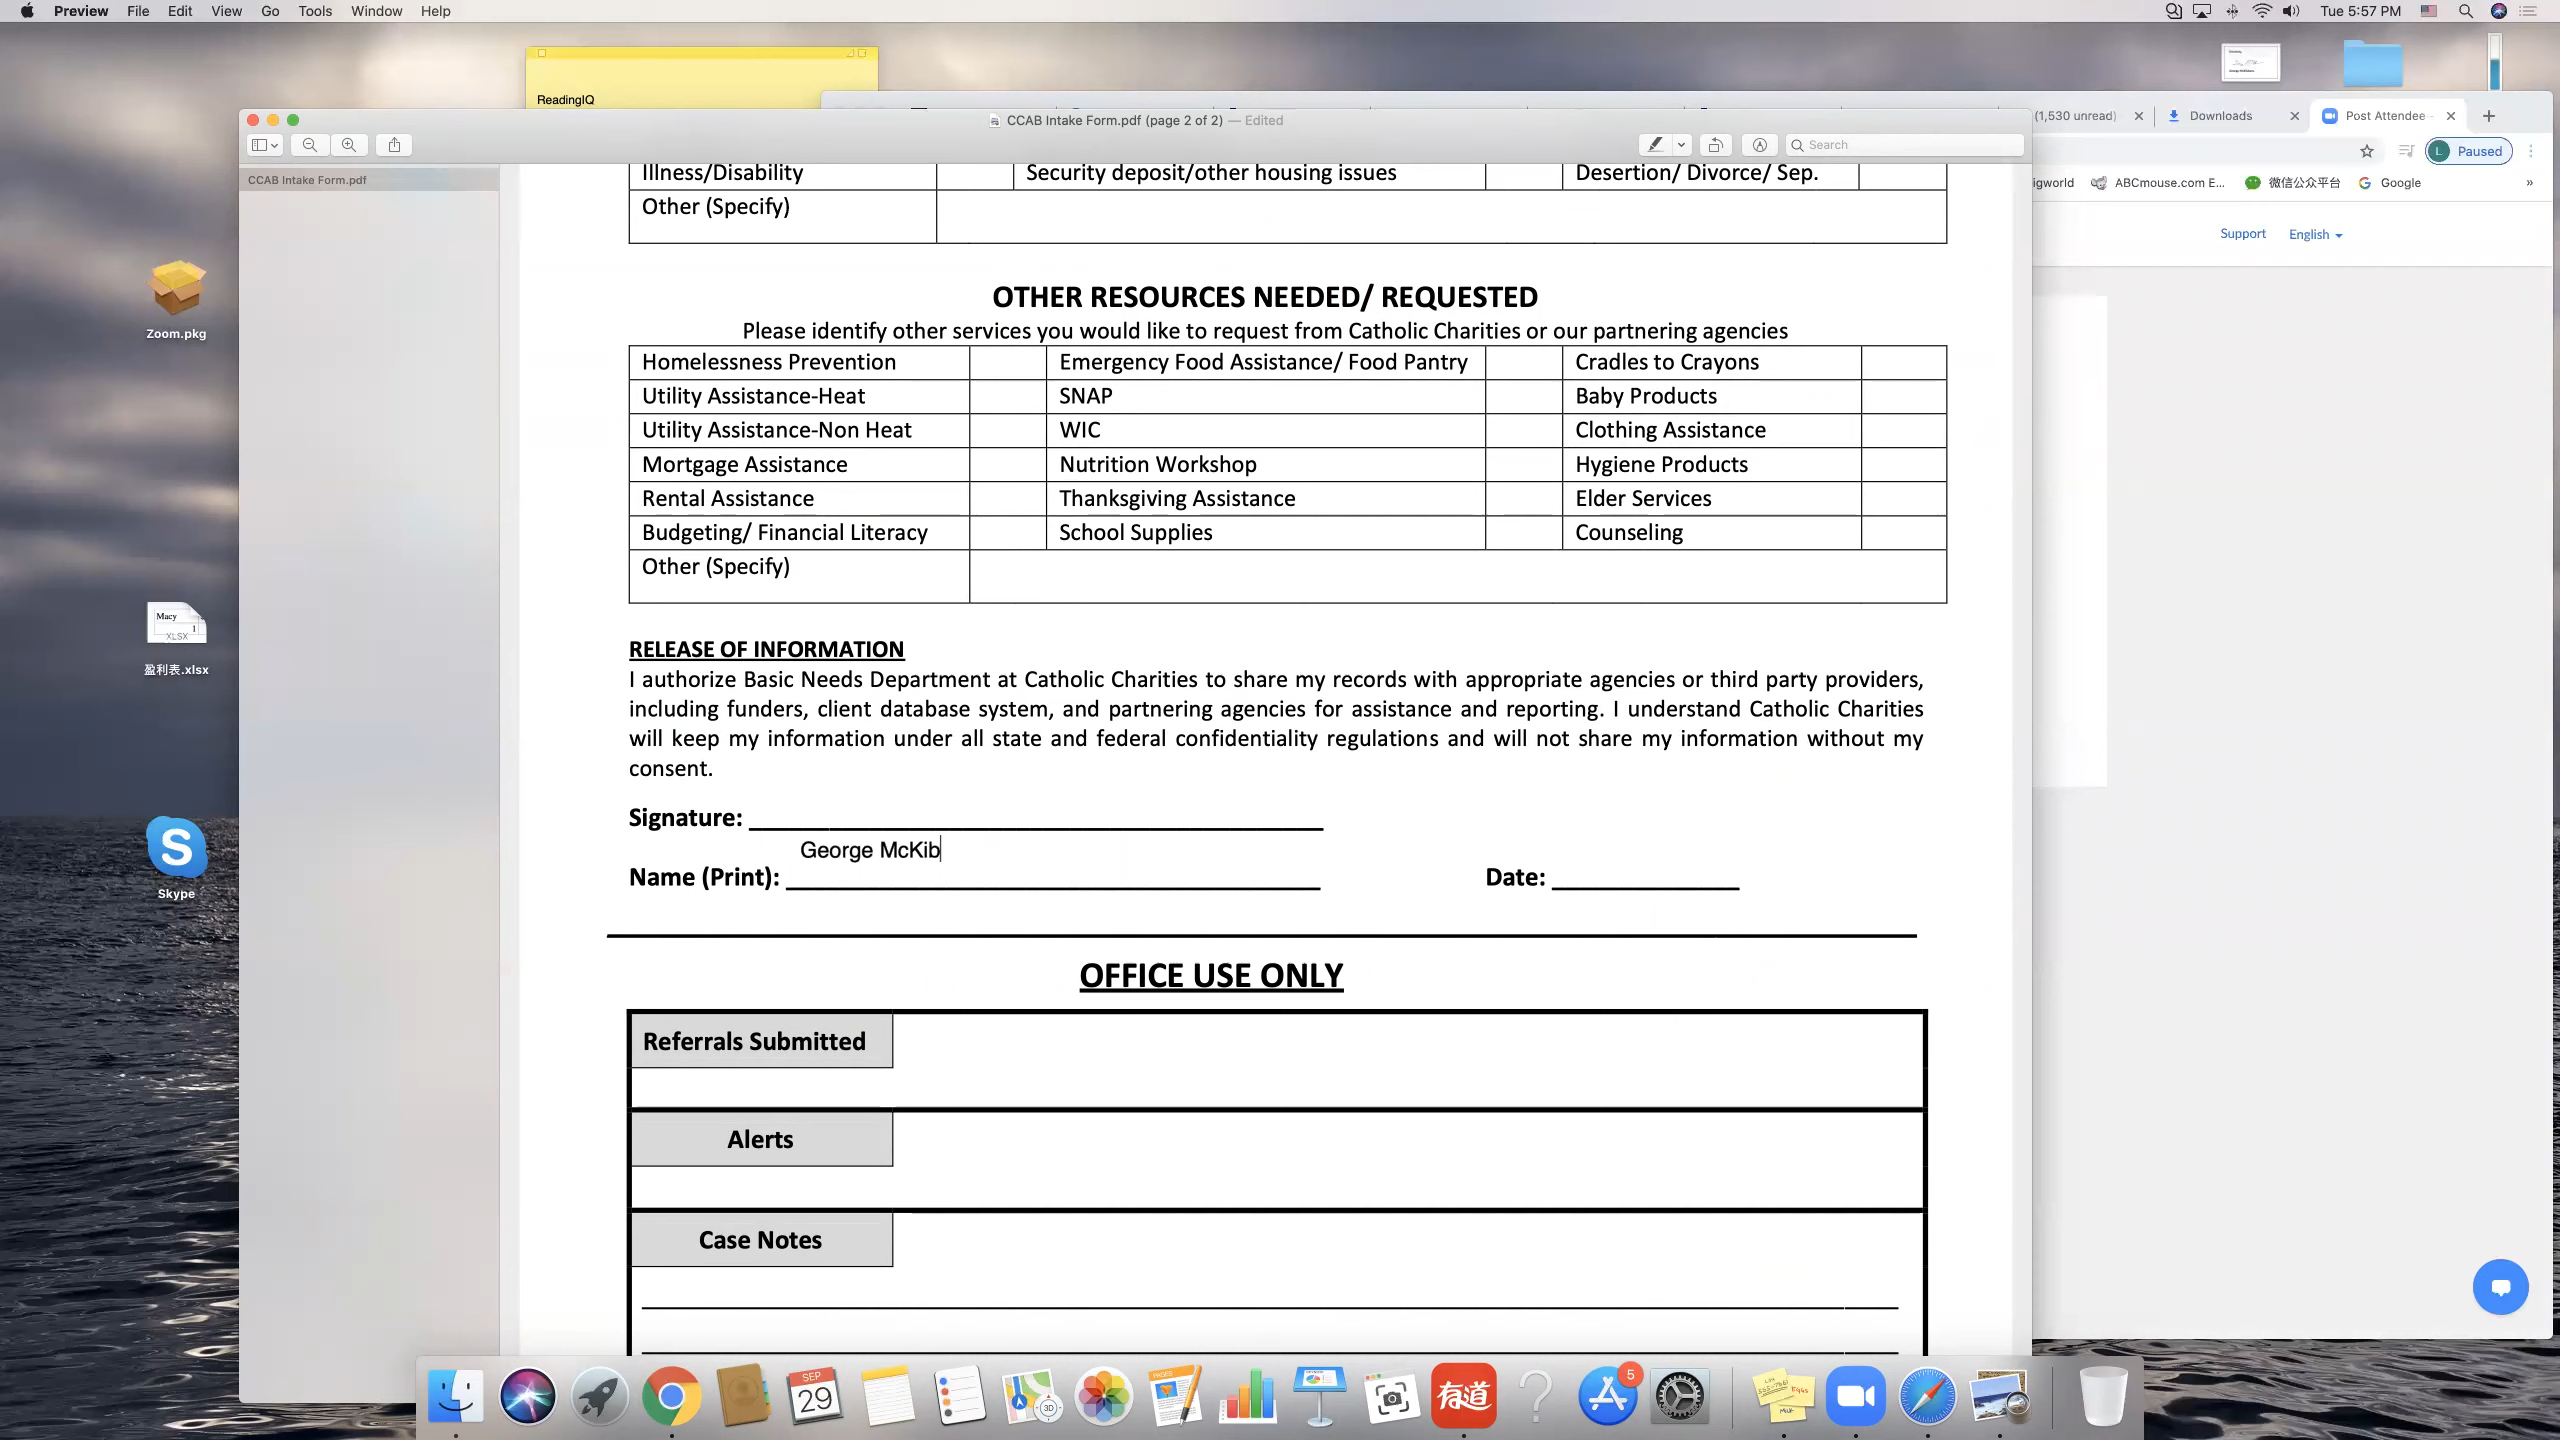 Preview File Edit View Go Tools Window Help
Tue 5:57 PM
ReadingIQ
CCAB Intake Form.pdf (page 2 of 2) — Edited
(1,530 unread)
Downloads
Post Attendee -
Search
Paused
CCAB Intake Form.pdf
igworld
ABCmouse.com E...
微信公众平台
Google
»
Support
English
Illness/Disability Security deposit/other housing issues Desertion/ Divorce/ Sep.
Other (Specify)
OTHER RESOURCES NEEDED/ REQUESTED
Please identify other services you would like to request from Catholic Charities or our partnering agencies
Homelessness Prevention Emergency Food Assistance/ Food Pantry Cradles to Crayons
Utility Assistance-Heat SNAP Baby Products
Utility Assistance-Non Heat WIC Clothing Assistance
Mortgage Assistance Nutrition Workshop Hygiene Products
Rental Assistance Thanksgiving Assistance Elder Services
Budgeting/ Financial Literacy School Supplies Counseling
Other (Specify)
RELEASE OF INFORMATION
I authorize Basic Needs Department at Catholic Charities to share my records with appropriate agencies or third party providers,
including funders, client database system, and partnering agencies for assistance and reporting. I understand Catholic Charities
will keep my information under all state and federal confidentiality regulations and will not share my information without my
consent.
Signature:
George McKib
Name (Print): Date:
OFFICE USE ONLY
Referrals Submitted
Alerts
Case Notes
Zoom.pkg
Macy
1
XLSX
盈利表.xlsx
S
Skype
L
SEP
29
3D
PAGES
有道
?
5